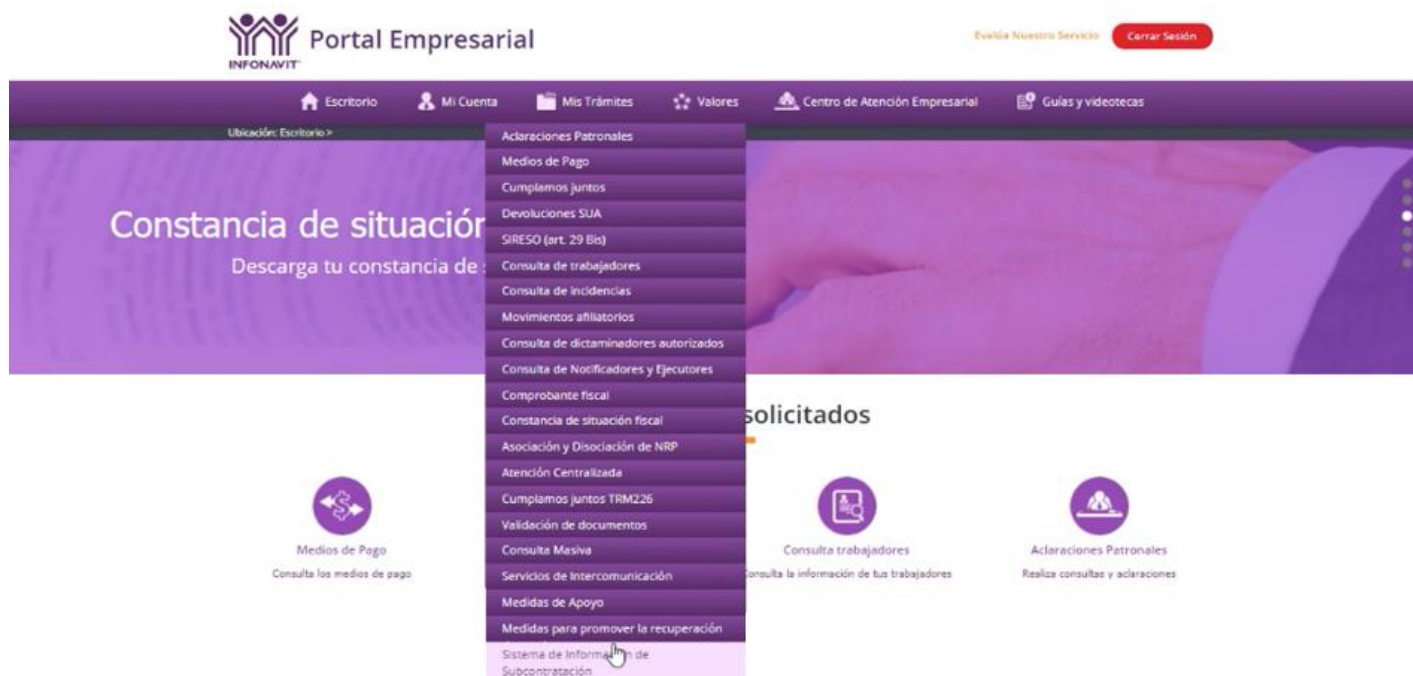 INFONAVIT
Portal Empresarial
Evalúa Nuestro Servicio
Cerrar Sesión
Escritorio
Mi Cuenta
Mis Trámites
Valores
Centro de Atención Empresarial
Guías y videotecas
Ubicación: Escritorio >
Aclaraciones Patronales
Medios de Pago
Cumplamos juntos
Devoluciones SUA
SIRESO (art. 29 Bis)
Consulta de trabajadores
Consulta de Incidencias
Movimientos afiliatorios
Consulta de dictaminadores autorizados
Consulta de Notificadores y Ejecutores
Comprobante fiscal
Constancia de situación fiscal
Asociación y Disociación de NRP
Atención Centralizada
Cumplamos juntos TRM226
Validación de documentos
Consulta Masiva
Servicios de Intercomunicación
Medidas de Apoyo
Medidas para promover la recuperación
Sistema de Información de
Subcontratación
Constancia de situación
Descarga tu constancia de
solicitados
Medios de Pago
Consulta los medios de pago
Consulta trabajadores
Consulta la información de tus trabajadores
Aclaraciones Patronales
Realiza consultas y aclaraciones